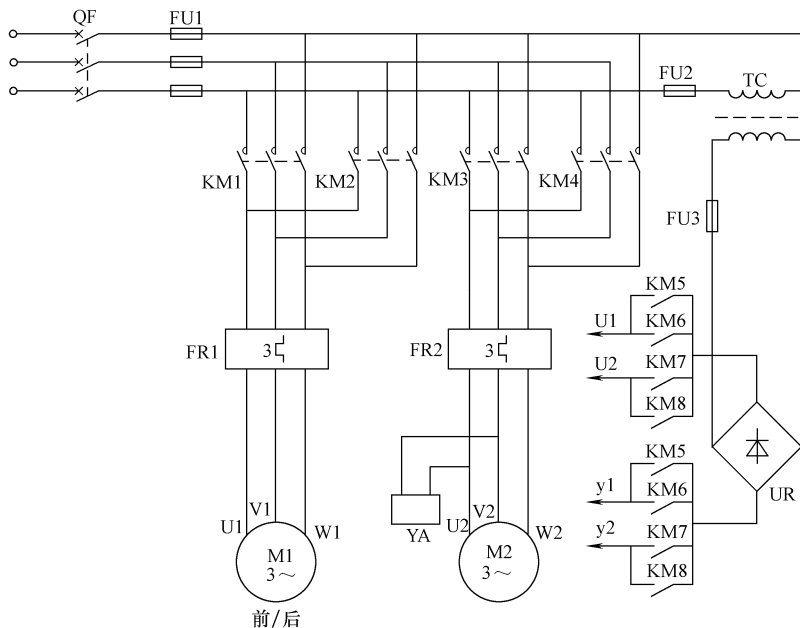 QF
FU1
FU2
TC
KM1
KM2
KM3
KM4
FU3
KM5
U1
KM6
U2
KM7
KM8
FR1
3
FR2
3
KM5
y1
KM6
UR
y2
KM7
KM8
YA
U1
V1
W1
M1
3～
前/后
U2
V2
W2
M2
3～